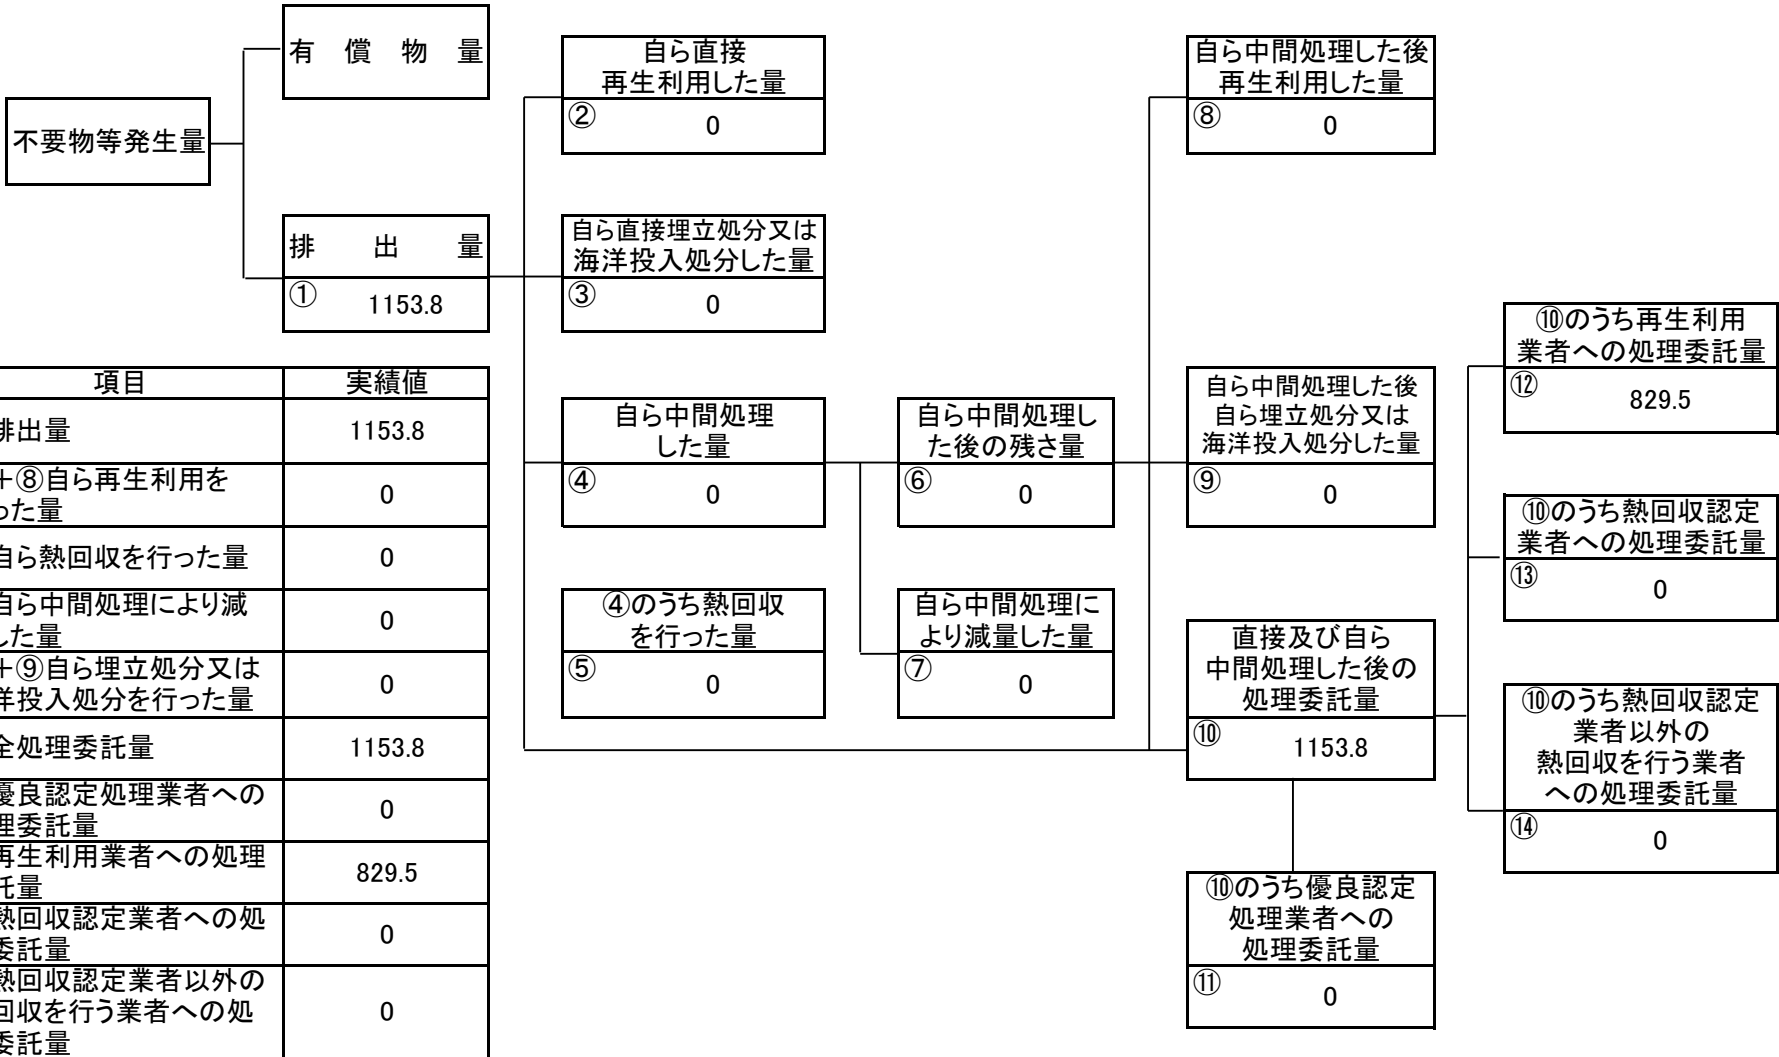 有償物量
不要物等発生量
排出量
① 1153.8
自ら直接
再生利用した量
② 0
自ら直接埋立処分又は
海洋投入処分した量
③ 0
自ら中間処理
した量
④ 0
④のうち熱回収
を行った量
⑤ 0
自ら中間処理し
た後の残さ量
⑥ 0
自ら中間処理に
より減量した量
⑦ 0
自ら中間処理した後
再生利用した量
⑧ 0
自ら中間処理した後
自ら埋立処分又は
海洋投入処分した量
⑨ 0
直接及び自ら
中間処理した後の
処理委託量
⑩ 1153.8
⑩のうち優良認定
処理業者への
処理委託量
⑪ 0
⑩のうち再生利用
業者への処理委託量
⑫ 829.5
⑩のうち熱回収認定
業者への処理委託量
⑬ 0
⑩のうち熱回収認定
業者以外の
熱回収を行う業者
への処理委託量
⑭ 0
項目 実績値
排出量 1153.8
+⑧自ら再生利用を
った量 0
自ら熱回収を行った量 0
自ら中間処理により減
した量 0
+⑨自ら埋立処分又は
洋投入処分を行った量 0
全処理委託量 1153.8
優良認定処理業者への
理委託量 0
再生利用業者への処理
託量 829.5
熱回収認定業者への処
委託量 0
熱回収認定業者以外の
回収を行う業者への処
委託量 0